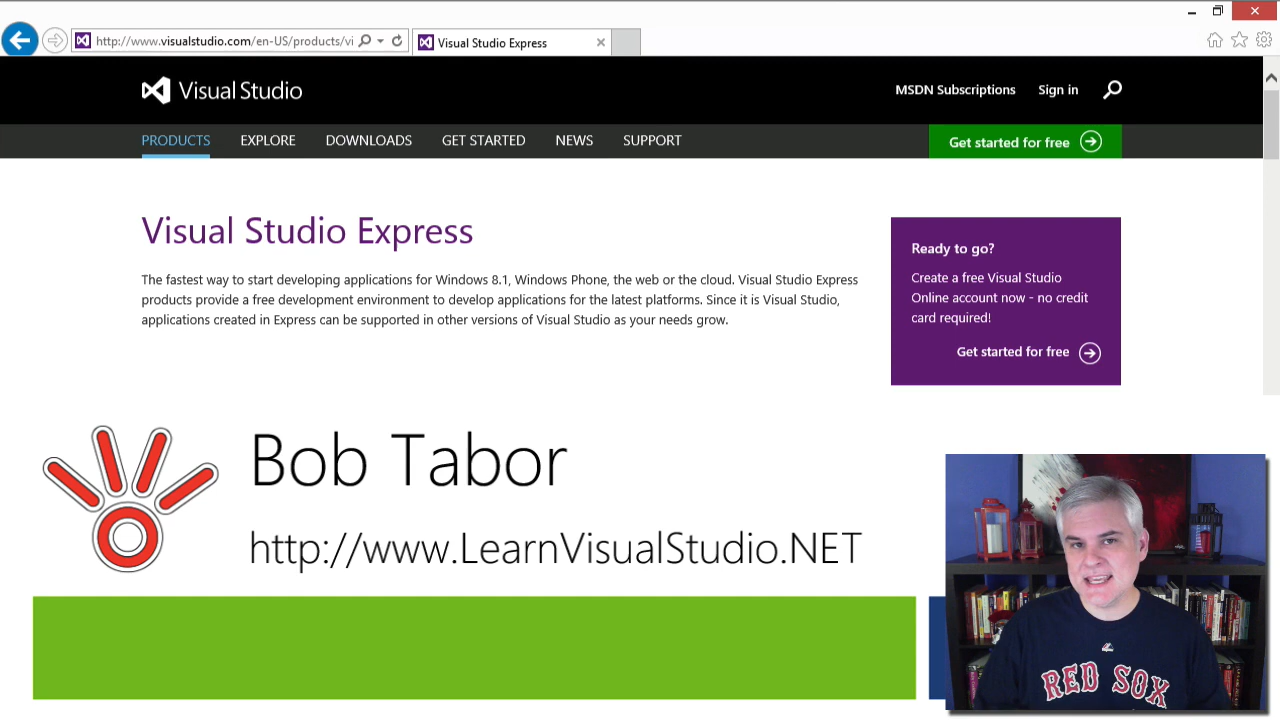 http://www.visualstudio.com/en-US/products/vi
Visual Studio Express
Visual Studio
MSDN Subscriptions
Sign in
PRODUCTS
EXPLORE
DOWNLOADS
GET STARTED
NEWS
SUPPORT
Get started for free
Visual Studio Express
The fastest way to start developing applications for Windows 8.1, Windows Phone, the web or the cloud. Visual Studio Express
products provide a free development environment to develop applications for the latest platforms. Since it is Visual Studio,
applications created in Express can be supported in other versions of Visual Studio as your needs grow.
Ready to go?
Create a free Visual Studio
Online account now - no credit
card required!
Get started for free
Bob Tabor
http://www.LearnVisualStudio.NET
RED SOX